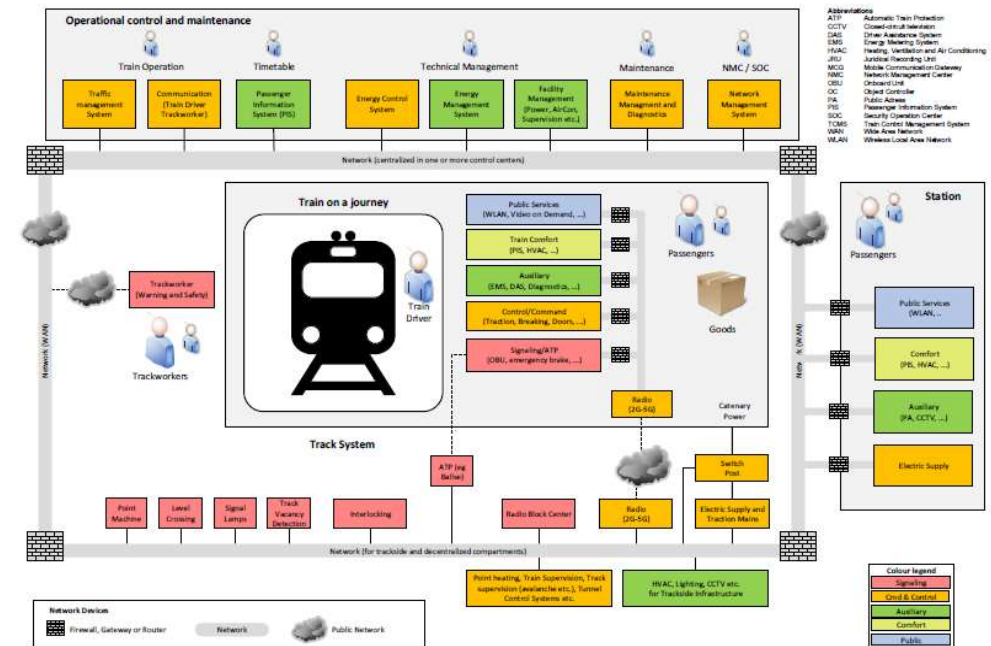 Operational control and maintenance
Train Operation
Timetable
Technical Management
Maintenance
NMC / SOC
Traffic
management
System
Communication
(Train Driver
Trackworker)
Passenger
Information
System (PIS)
Energy Control
System
Energy
Management
System
Facility
Management
(Power, AirCon,
Supervision etc.)
Maintenance
Managment and
Diagnostics
Network
Management
System
Network (centralized in one or more control centers)
Abbreviations
ATP Automatic Train Protection
CCTV Closed-circuit television
DAS Driver Assistance System
EMS Energy Metering System
HVAC Heating, Ventilation and Air Conditioning
JRU Juridical Recording Unit
MCG Mobile Communication Gateway
NMC Network Management Center
OBU Onboard Unit
OC Object Controller
PA Public Adress
PIS Passenger Information System
SOC Security Operation Center
TCMS Train Control Management System
WAN Wide Area Network
WLAN Wireless Local Area Network
Train on a journey
Train
Driver
Public Services
(WLAN, Video on Demand, ...)
Train Comfort
(PIS, HVAC, ...)
Auxiliary
(EMS, DAS, Diagnostics, ...)
Control/Command
(Traction, Breaking, Doors, ...)
Signaling/ATP
(OBU, emergency brake, ...)
Passengers
Goods
Radio
(2G-5G)
Catenary
Power
Trackworker
(Warning and Safety)
Trackworkers
Network (WAN)
Netw rk (WAN)
Station
Passengers
Public Services
(WLAN, ..
Comfort
(PIS, HVAC, ...)
Auxiliary
(PA, CCTV, ...)
Electric Supply
Track System
ATP (eg
Balise)
Switch
Post
Point
Machine
Level
Crossing
Signal
Lamps
Track
Vacancy
Detection
Interlocking
Radio Block Center
Radio
(2G-5G)
Electric Supply and
Traction Mains
Network (for trackside and decentralized compartments)
Point heating, Train Supervision, Track
supervision (avalanche etc.), Tunnel
Control Systems etc.
HVAC, Lighting, CCTV etc.
for Trackside Infrastructure
Network Devices
Firewall, Gateway or Router
Network
Public Network
Colour legend
Signaling
Cmd & Control
Auxiliary
Comfort
Public